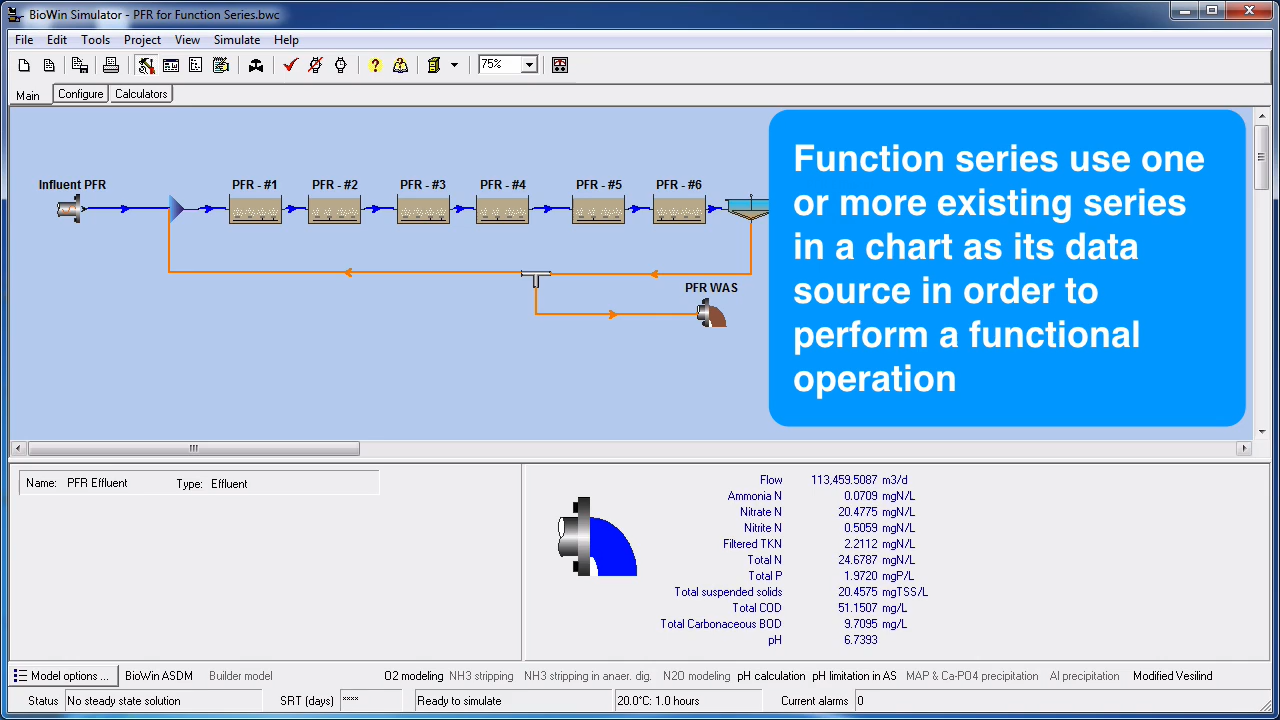 BioWin Simulator - PFR for Function Series.bwc
File Edit Tools Project View Simulate Help
75%
Main Configure Calculators
Influent PFR
PFR - #1 PFR - #2 PFR - #3 PFR - #4 PFR - #5 PFR - #6
PFR WAS
Function series use one
or more existing series
in a chart as its data
source in order to
perform a functional
operation
Name: PFR Effluent Type: Effluent
Flow 113,459.5087 m3/d
Ammonia N 0.0709 mgN/L
Nitrate N 20.4775 mgN/L
Nitrite N 0.5059 mgN/L
Filtered TKN 2.2112 mgN/L
Total N 24.6787 mgN/L
Total P 1.9720 mgP/L
Total suspended solids 20.4575 mgTSS/L
Total COD 51.1507 mg/L
Total Carbonaceous BOD 9.7095 mg/L
pH 6.7393
Model options ... BioWin ASDM Builder model O2 modeling NH3 stripping NH3 stripping in anaer. dig. N2O modeling pH calculation pH limitation in AS MAP & Ca-PO4 precipitation Al precipitation Modified Vesilind
Status No steady state solution SRT (days) **** Ready to simulate 20.0°C: 1.0 hours Current alarms 0